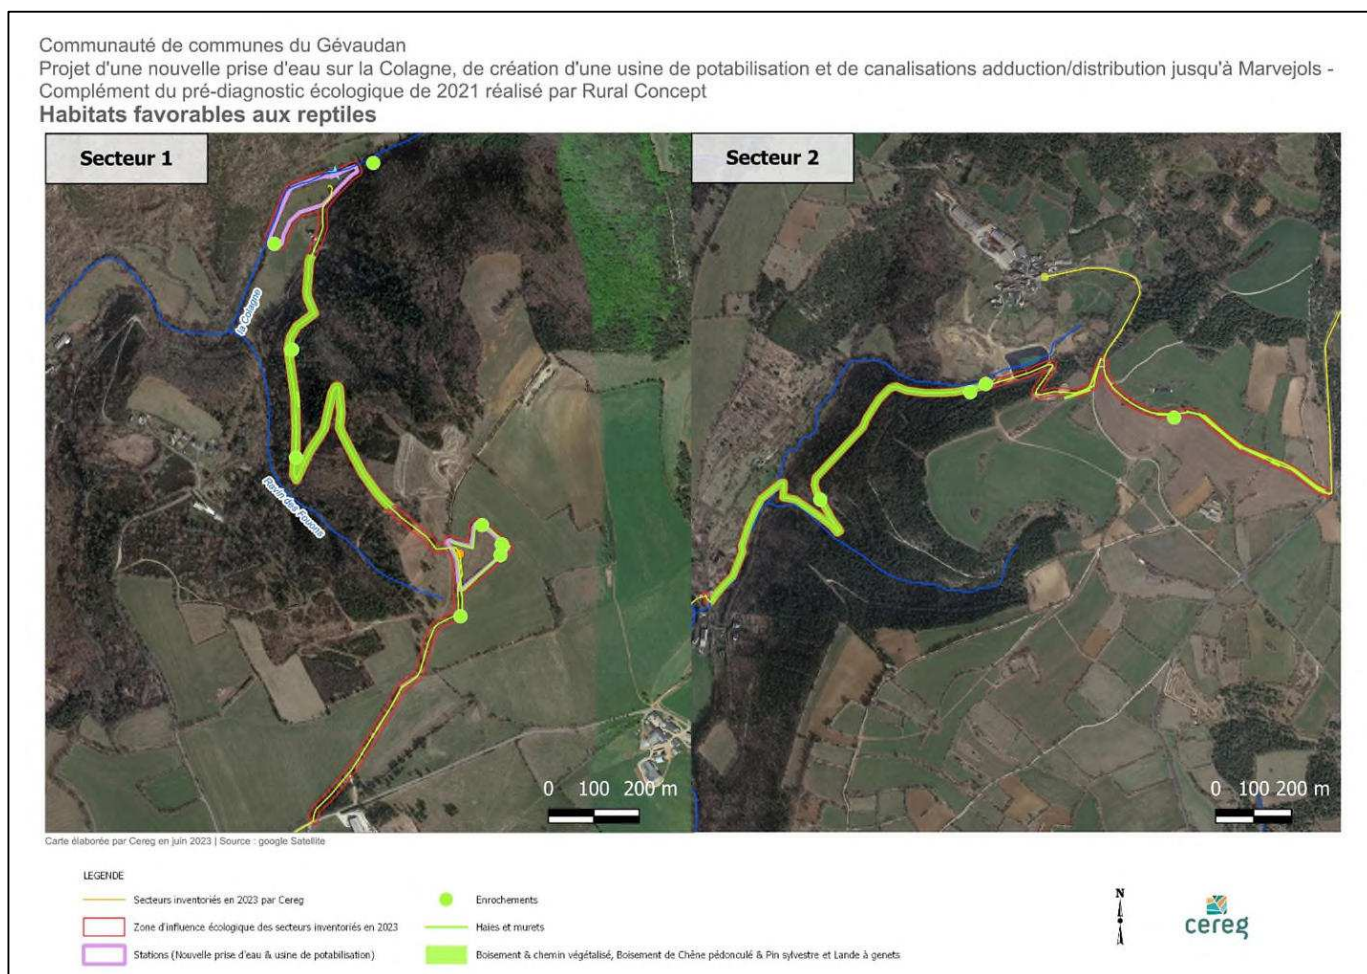 Communauté de communes du Gévaudan
Projet d'une nouvelle prise d'eau sur la Colagne, de création d'une usine de potabilisation et de canalisations adduction/distribution jusqu'à Marvejols -
Complément du pré-diagnostic écologique de 2021 réalisé par Rural Concept
Habitats favorables aux reptiles
Secteur 1
Secteur 2
la Colagne
Ravin des Fouons
0 100 200 m
0 100 200 m
Carte élaborée par Cereg en juin 2023 | Source : google Satellite
LEGENDE
Secteurs inventoriés en 2023 par Cereg
Enrochements
Zone d'influence écologique des secteurs inventoriés en 2023
Haies et murets
Stations (Nouvelle prise d'eau & usine de potabilisation)
Boisement & chemin végétalisé, Boisement de Chêne pédonculé & Pin sylvestre et Lande à genets
N
cereg